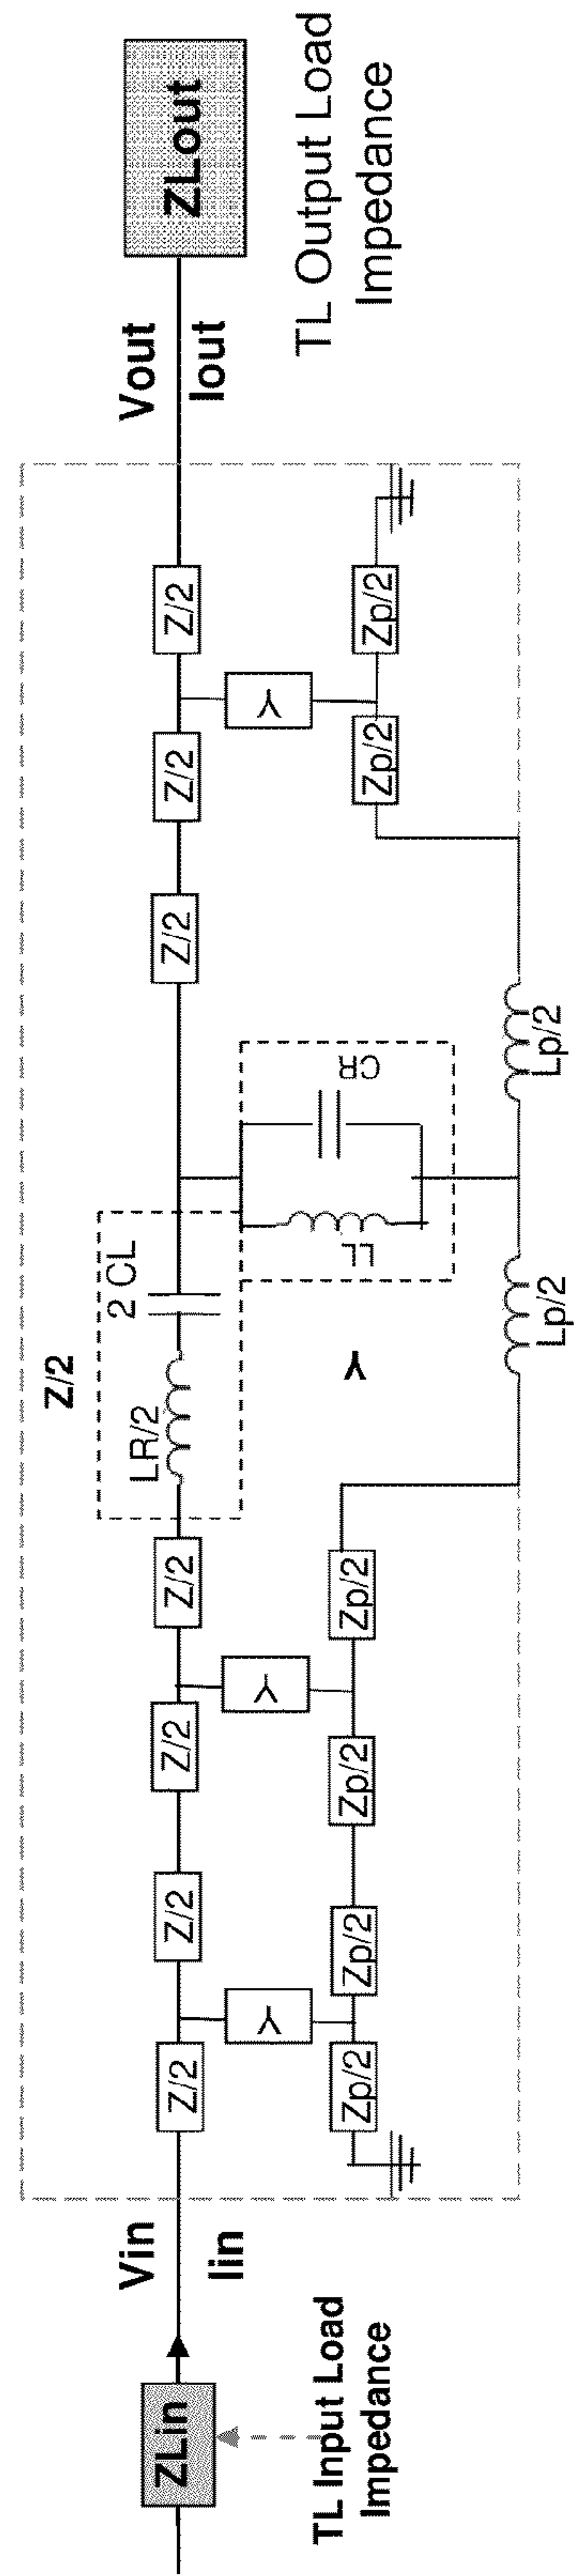 Z/2
LR/2
2 CL
Vin
Iin
ZLin
TL Input Load
Impedance
Z/2
Z/2
Z/2
Z/2
Z/2
Z/2
Z/2
Vout
Iout
ZLout
TL Output Load
Impedance
Y
Y
Y
LL
CR
Y
Zp/2
Zp/2
Zp/2
Zp/2
Zp/2
Zp/2
Lp/2
Lp/2